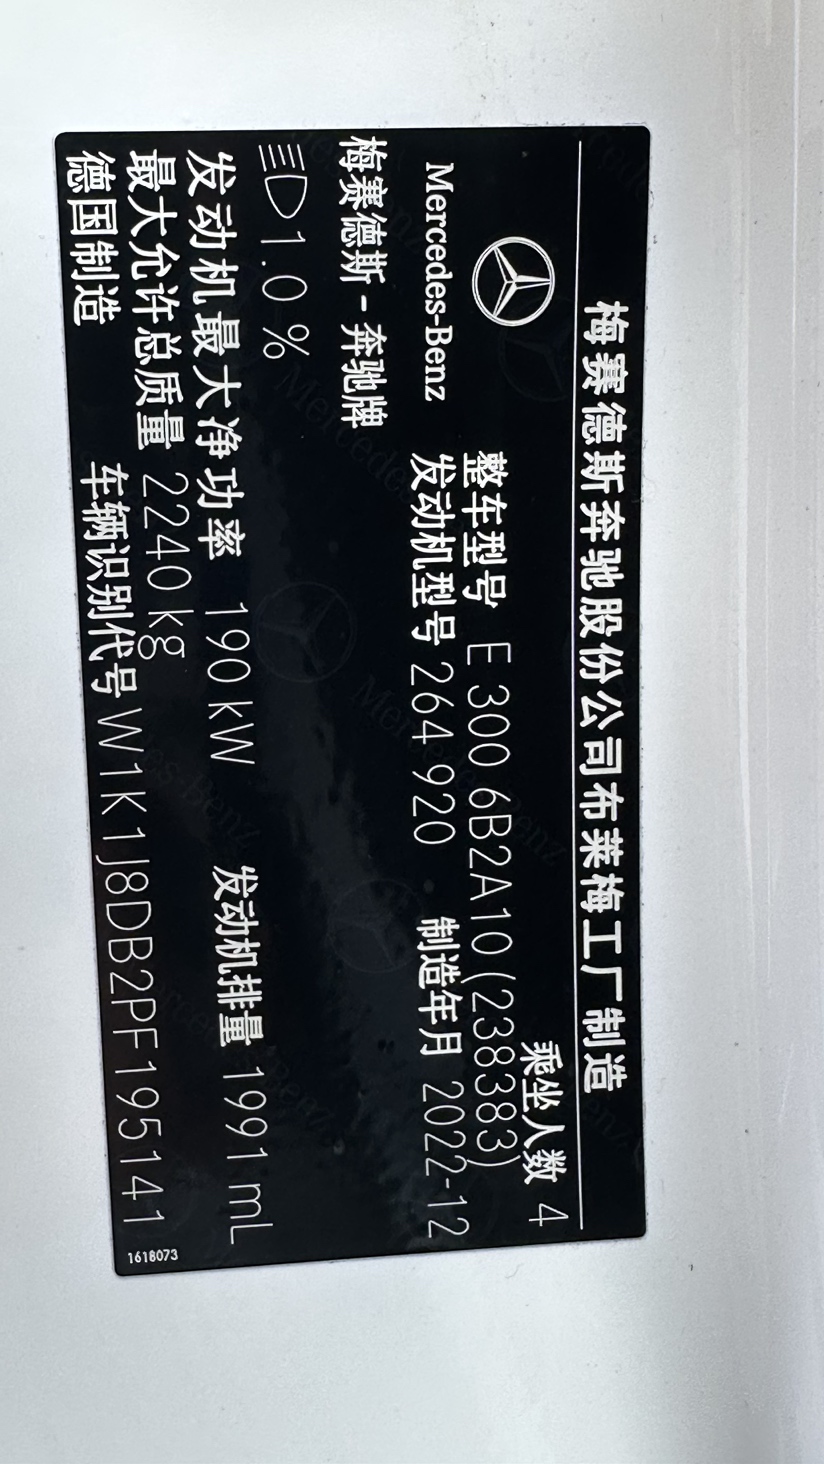 梅赛德斯奔驰股份公司布莱梅工厂制造
乘坐人数 4
整车型号 E 300 6B2A10(238383)
Mercedes-Benz
发动机型号 264 920 制造年月 2022-12
梅赛德斯-奔驰牌
1.0 %
发动机最大净功率 190 kW 发动机排量 1991 mL
最大允许总质量 2240 kg
德国制造 车辆识别代号 W1K1J8DB2PF195141
1618073